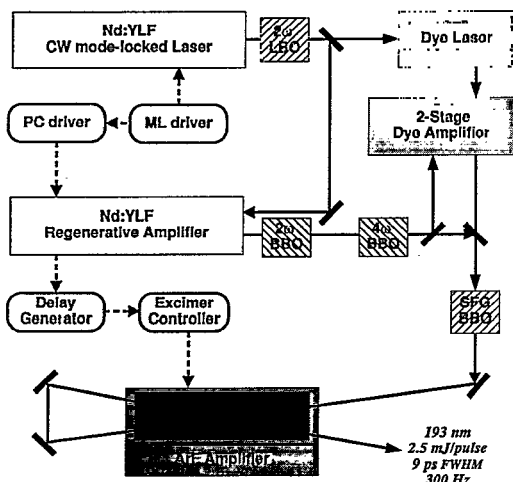 Nd:YLF
CW mode-locked Laser
2ω
LBO
Dye Laser
2-Stage
Dye Amplifier
PC driver
ML driver
Nd:YLF
Regenerative Amplifier
2ω
BBO
4ω
BBO
Delay
Generator
Excimer
Controller
SFG
BBO
ArF Amplifier
193 nm
2.5 mJ/pulse
9 ps FWHM
300 Hz